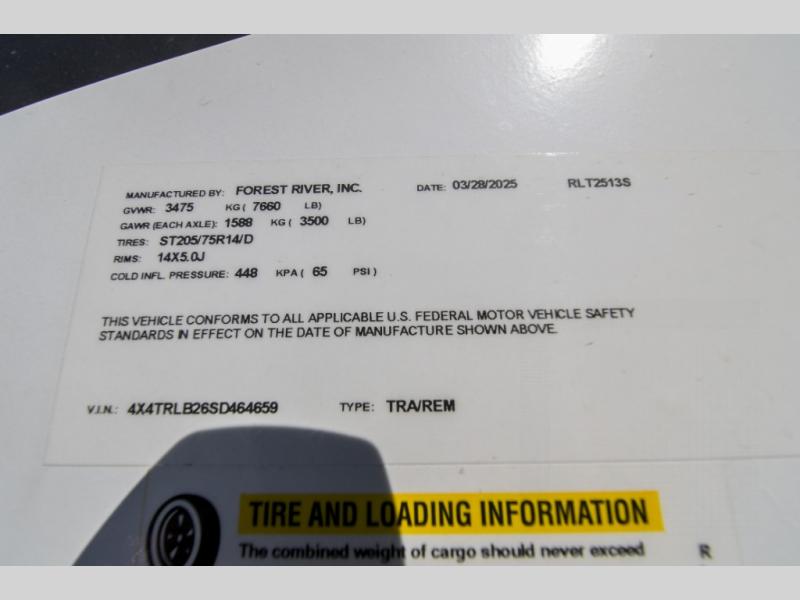 MANUFACTURED BY: FOREST RIVER, INC. DATE: 03/28/2025 RLT2513S
GVWR: 3475 KG ( 7660 LB)
GAWR (EACH AXLE): 1588 KG ( 3500 LB)
TIRES: ST205/75R14/D
RIMS: 14X5.0J
COLD INFL. PRESSURE: 448 KPA ( 65 PSI )
THIS VEHICLE CONFORMS TO ALL APPLICABLE U.S. FEDERAL MOTOR VEHICLE SAFETY
STANDARDS IN EFFECT ON THE DATE OF MANUFACTURE SHOWN ABOVE.
V.I.N.: 4X4TRLB26SD464659 TYPE: TRA/REM
TIRE AND LOADING INFORMATION
The combined weight of cargo should never exceed R